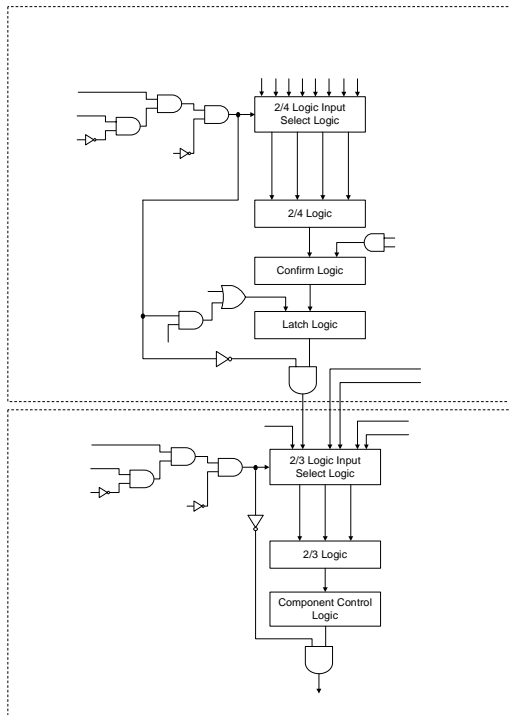 2/4 Logic Input
Select Logic
2/4 Logic
Confirm Logic
Latch Logic
2/3 Logic Input
Select Logic
2/3 Logic
Component Control
Logic